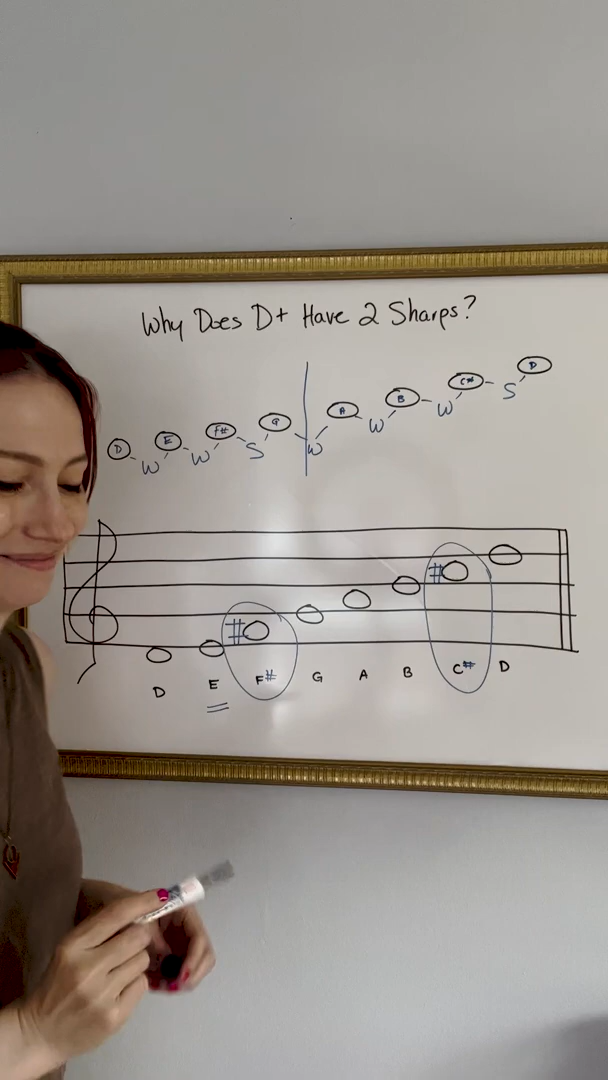 Why Does D+ Have 2 Sharps?
D W E W F# S G W A W B W C# S D
# #
D E F# G A B C# D